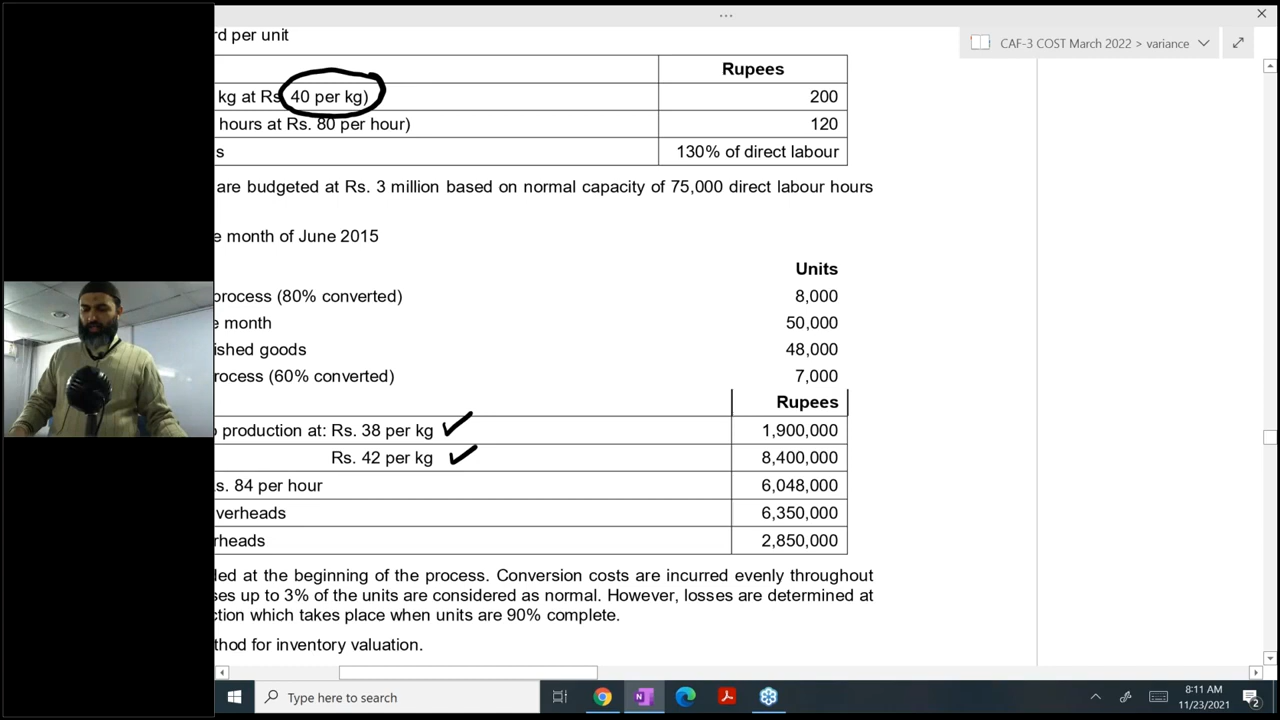 CAF-3 COST March 2022 > variance
rd per unit
Rupees
kg at Rs. 40 per kg) 200
hours at Rs. 80 per hour) 120
s 130% of direct labour
are budgeted at Rs. 3 million based on normal capacity of 75,000 direct labour hours
e month of June 2015
Units
process (80% converted) 8,000
e month 50,000
ished goods 48,000
rocess (60% converted) 7,000
Rupees
o production at: Rs. 38 per kg 1,900,000
Rs. 42 per kg 8,400,000
s. 84 per hour 6,048,000
verheads 6,350,000
rheads 2,850,000
ded at the beginning of the process. Conversion costs are incurred evenly throughout
ses up to 3% of the units are considered as normal. However, losses are determined at
ction which takes place when units are 90% complete.
thod for inventory valuation.
Type here to search
8:11 AM
11/23/2021
2